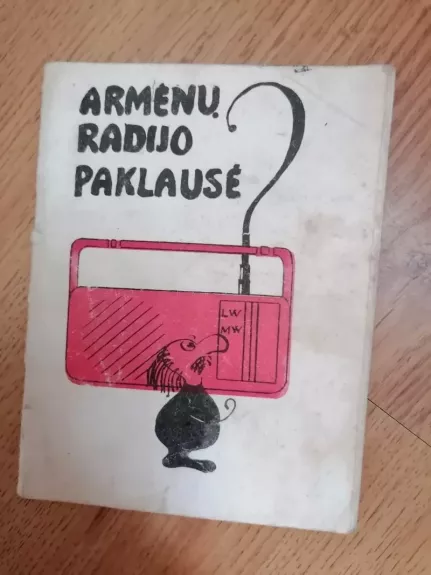 ARMĖNŲ
RADIJO
PAKLAUSĖ
LW
MW